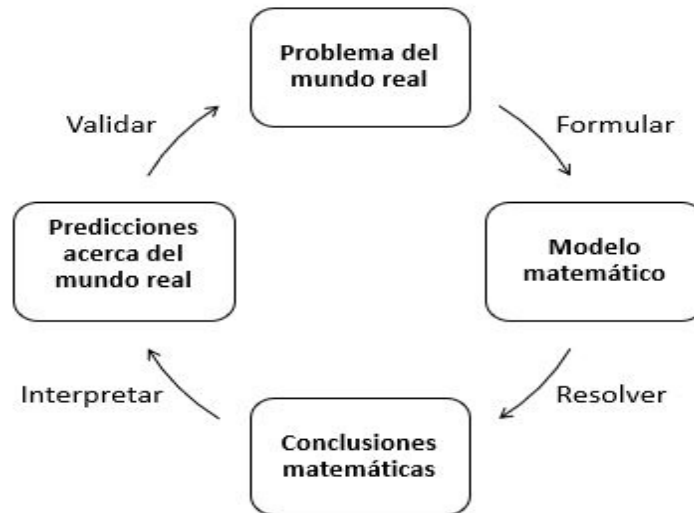 Problema del
mundo real
Validar
Formular
Predicciones
acerca del
mundo real
Modelo
matemático
Interpretar
Resolver
Conclusiones
matemáticas